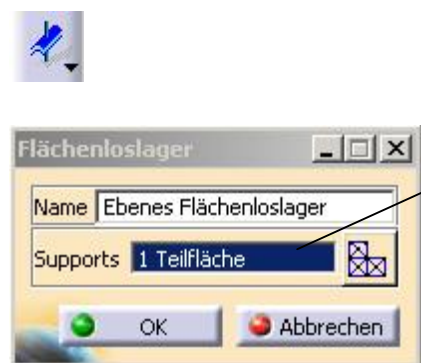 Flächenloslager
Name Ebenes Flächenloslager
Supports 1 Teilfläche
OK Abbrechen